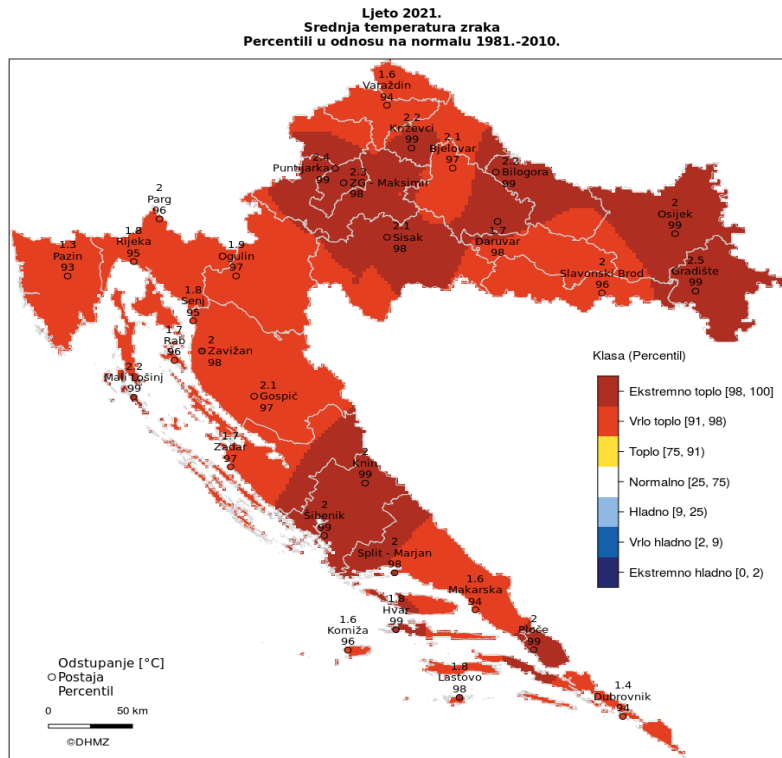 Ljeto 2021.
Srednja temperatura zraka
Percentili u odnosu na normalu 1981.-2010.
1.6
Varaždin
94
2.2
Križevci
99
2.1
Bjelovar
97
2.4
Puntijarka
99
2.3
ZG - Maksimir
98
2.2
Bilogora
99
2
Parg
96
2
Osijek
99
1.8
Rijeka
95
2.1
Sisak
98
1.7
Daruvar
98
1.3
Pazin
93
1.9
Ogulin
97
2
Slavonski Brod
96
2.5
Gradište
99
1.8
Senj
95
1.7
Rab
96
2
Zavižan
98
2.2
Mali Lošinj
99
2.1
Gospić
97
Klasa (Percentil)
Ekstremno toplo [98, 100]
Vrlo toplo [91, 98)
Toplo [75, 91)
Normalno [25, 75)
Hladno [9, 25)
Vrlo hladno [2, 9)
Ekstremno hladno [0, 2)
1.7
Zadar
97
2
Knin
99
2
Šibenik
99
2
Split - Marjan
98
1.6
Makarska
94
1.8
Hvar
99
1.6
Komiža
96
2
Ploče
99
1.8
Lastovo
98
1.4
Dubrovnik
94
Odstupanje [°C]
Postaja
Percentil
0 50 km
©DHMZ